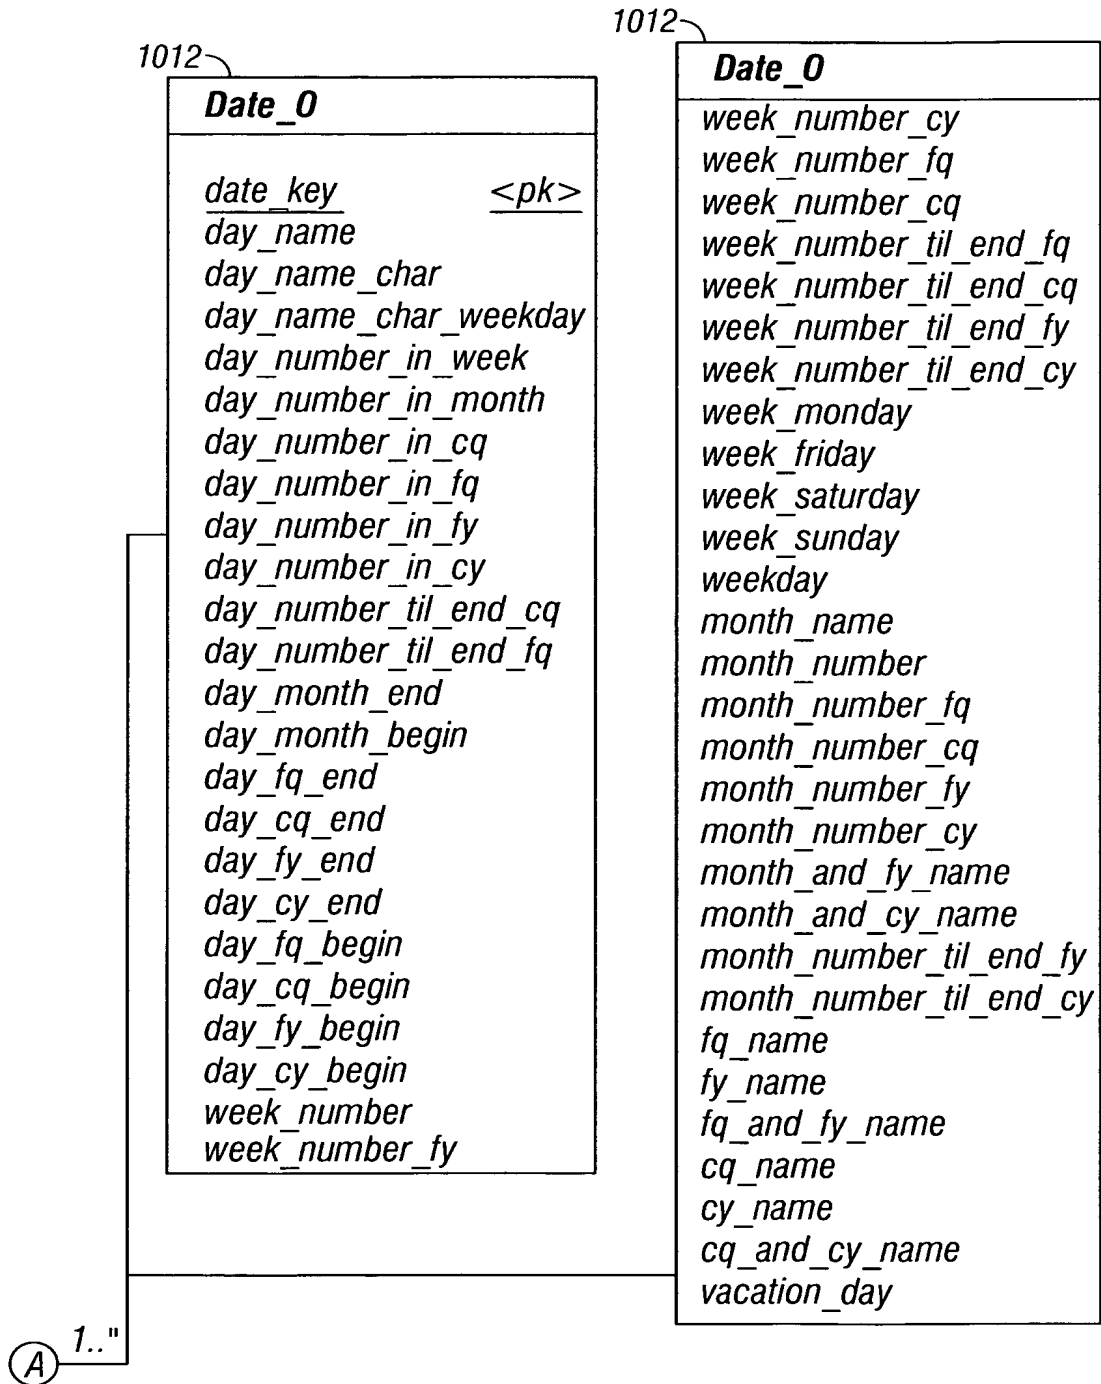 1012
Date_O
date_key <pk>
day_name
day_name_char
day_name_char_weekday
day_number_in_week
day_number_in_month
day_number_in_cq
day_number_in_fq
day_number_in_fy
day_number_in_cy
day_number_til_end_cq
day_number_til_end_fq
day_month_end
day_month_begin
day_fq_end
day_cq_end
day_fy_end
day_cy_end
day_fq_begin
day_cq_begin
day_fy_begin
day_cy_begin
week_number
week_number_fy
1012
Date_O
week_number_cy
week_number_fq
week_number_cq
week_number_til_end_fq
week_number_til_end_cq
week_number_til_end_fy
week_number_til_end_cy
week_monday
week_friday
week_saturday
week_sunday
weekday
month_name
month_number
month_number_fq
month_number_cq
month_number_fy
month_number_cy
month_and_fy_name
month_and_cy_name
month_number_til_end_fy
month_number_til_end_cy
fq_name
fy_name
fq_and_fy_name
cq_name
cy_name
cq_and_cy_name
vacation_day
1.."
A